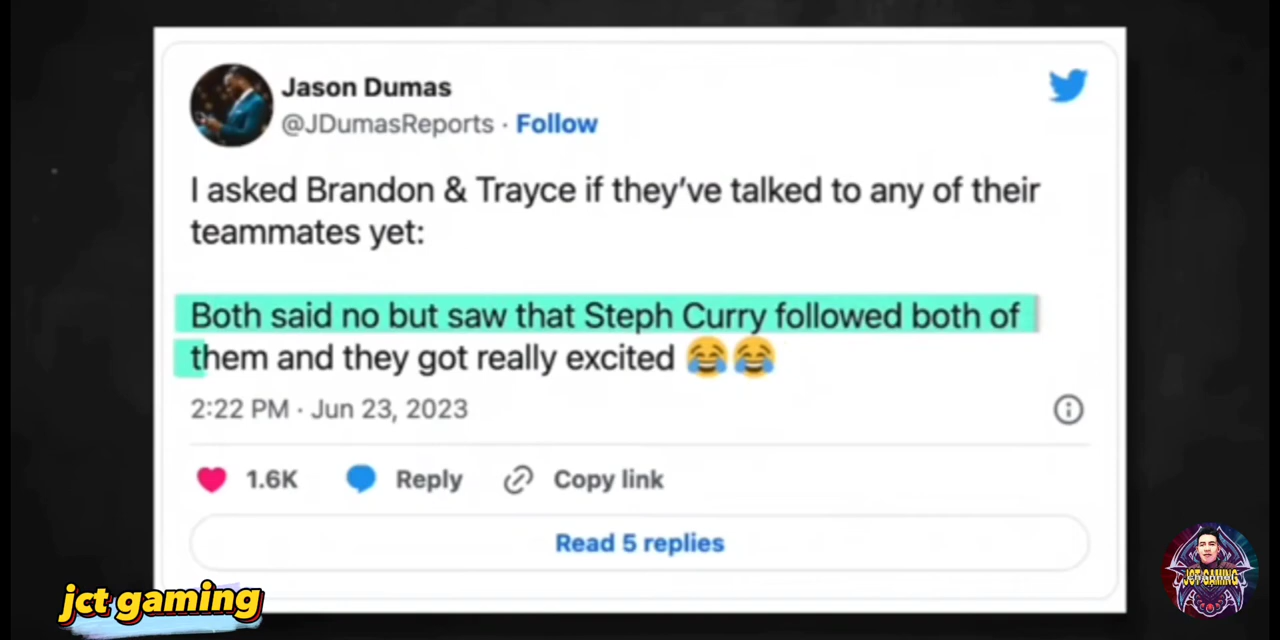 Jason Dumas
@JDumasReports · Follow
I asked Brandon & Trayce if they’ve talked to any of their
teammates yet:
Both said no but saw that Steph Curry followed both of
them and they got really excited 😂😂
2:22 PM · Jun 23, 2023
1.6K Reply Copy link
Read 5 replies
jct gaming
JCT GAMING